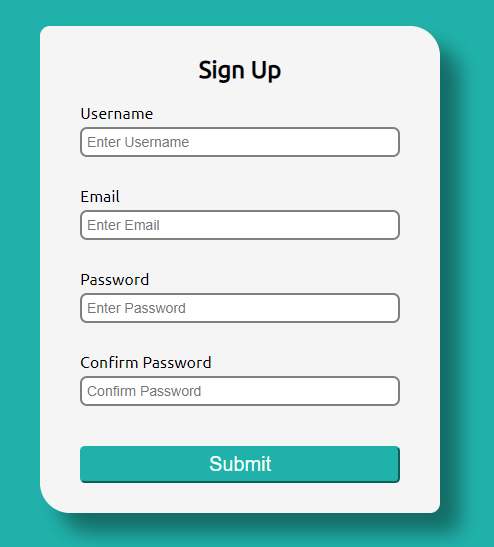 Sign Up
Username
Enter Username
Email
Enter Email
Password
Enter Password
Confirm Password
Confirm Password
Submit